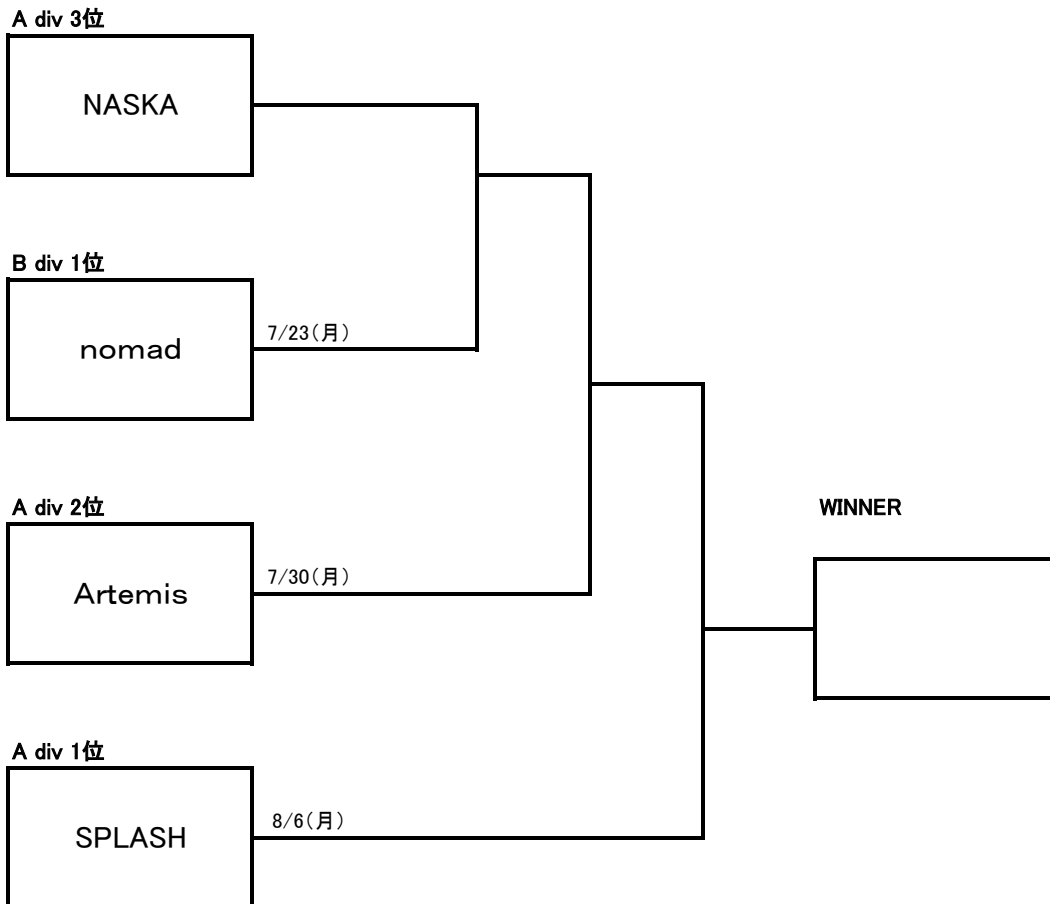 A div 3位
NASKA
B div 1位
nomad
7/23(月)
A div 2位
Artemis
7/30(月)
WINNER
A div 1位
SPLASH
8/6(月)